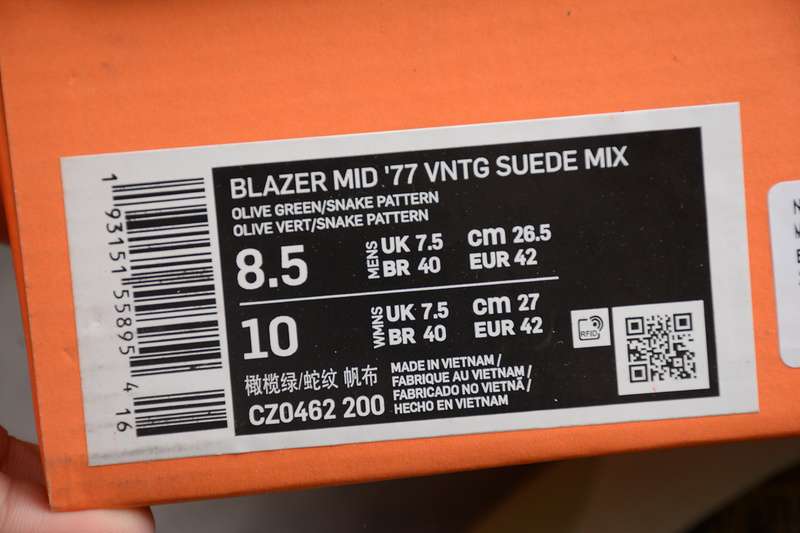 BLAZER MID '77 VNTG SUEDE MIX
OLIVE GREEN/SNAKE PATTERN
OLIVE VERT/SNAKE PATTERN
8.5
MENS
UK 7.5 cm 26.5
BR 40 EUR 42
10
WMNS
UK 7.5 cm 27
BR 40 EUR 42
RFID
橄榄绿/蛇纹 帆布
CZ0462 200
MADE IN VIETNAM /
FABRIQUE AU VIETNAM /
FABRICADO NO VIETNÃ /
HECHO EN VIETNAM
1 93151 55895 4 16